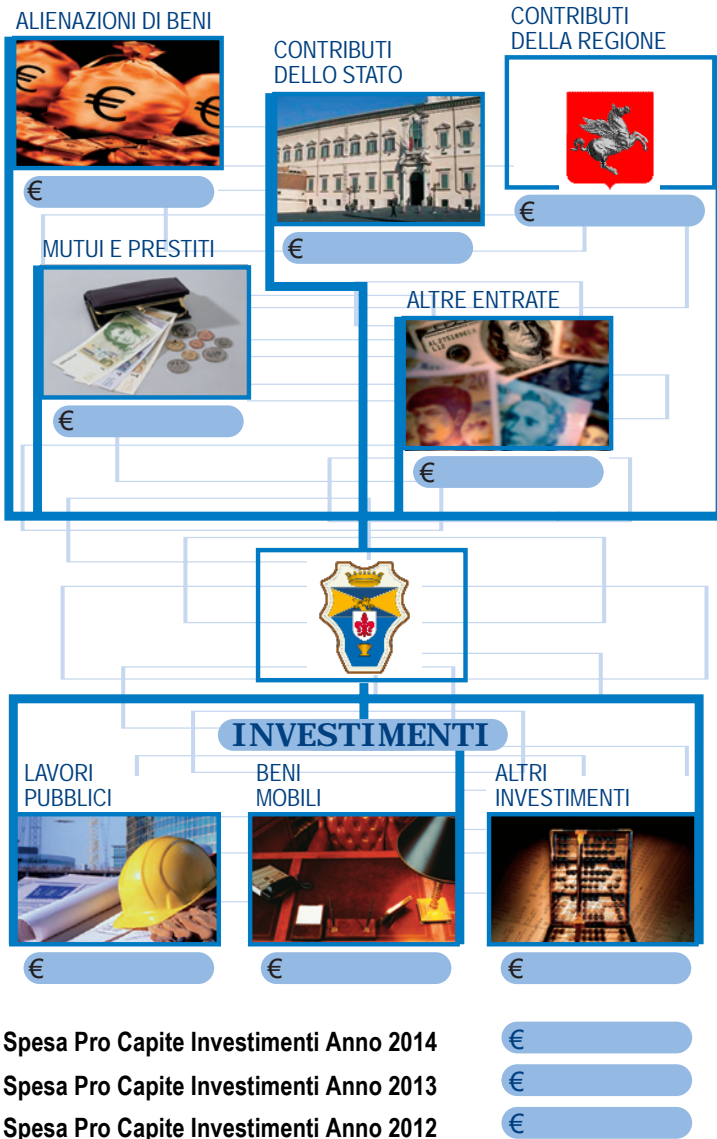 ALIENAZIONI DI BENI
CONTRIBUTI
DELLO STATO
CONTRIBUTI
DELLA REGIONE
€
€
€
MUTUI E PRESTITI
ALTRE ENTRATE
€
€
INVESTIMENTI
LAVORI
PUBBLICI
BENI
MOBILI
ALTRI
INVESTIMENTI
€
€
€
Spesa Pro Capite Investimenti Anno 2014 €
Spesa Pro Capite Investimenti Anno 2013 €
Spesa Pro Capite Investimenti Anno 2012 €